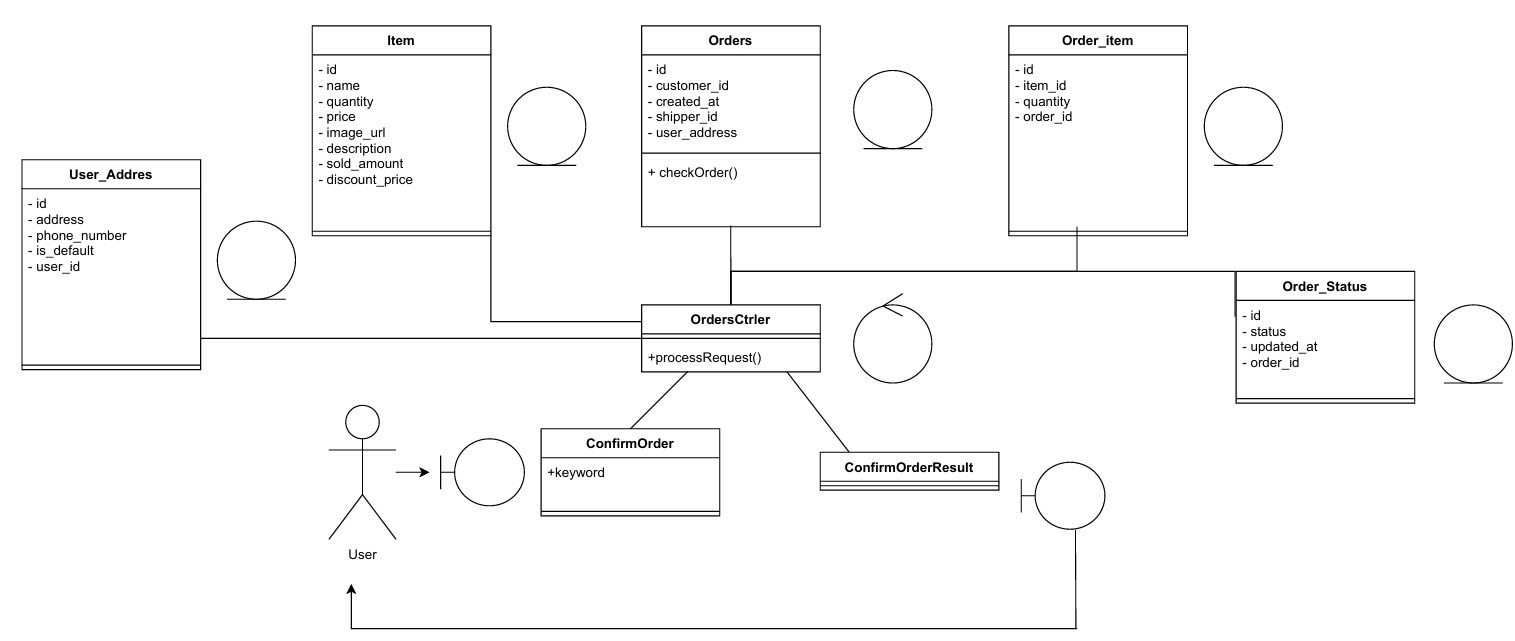 Item
- id
- name
- quantity
- price
- image_url
- description
- sold_amount
- discount_price
Orders
- id
- customer_id
- created_at
- shipper_id
- user_address
+ checkOrder()
Order_item
- id
- item_id
- quantity
- order_id
User_Addres
- id
- address
- phone_number
- is_default
- user_id
OrdersCtrler
+processRequest()
Order_Status
- id
- status
- updated_at
- order_id
ConfirmOrder
+keyword
ConfirmOrderResult
User